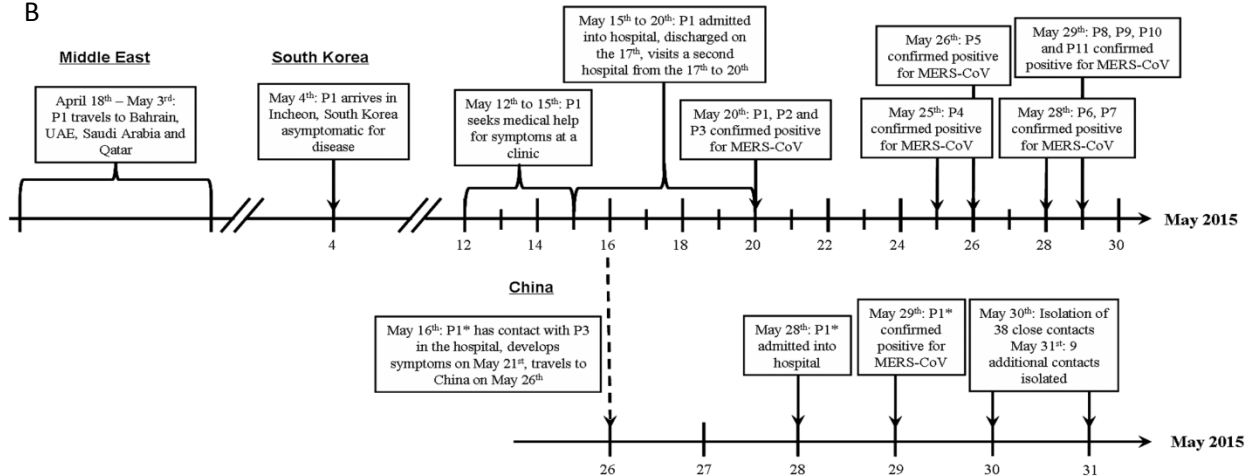 B
Middle East
April 18th – May 3rd:
P1 travels to Bahrain,
UAE, Saudi Arabia and
Qatar
South Korea
May 4th: P1 arrives in
Incheon, South Korea
asymptomatic for
disease
May 12th to 15th: P1
seeks medical help
for symptoms at a
clinic
May 15th to 20th: P1 admitted
into hospital, discharged on
the 17th, visits a second
hospital from the 17th to 20th
May 20th: P1, P2 and
P3 confirmed positive
for MERS-CoV
May 26th: P5
confirmed positive
for MERS-CoV
May 25th: P4
confirmed positive
for MERS-CoV
May 29th: P8, P9, P10
and P11 confirmed
positive for MERS-CoV
May 28th: P6, P7
confirmed positive
for MERS-CoV
4 12 14 16 18 20 22 24 26 28 30
May 2015
China
May 16th: P1* has contact with P3
in the hospital, develops
symptoms on May 21st, travels to
China on May 26th
May 28th: P1*
admitted into
hospital
May 29th: P1*
confirmed
positive for
MERS-CoV
May 30th: Isolation of
38 close contacts
May 31st: 9
additional contacts
isolated
26 27 28 29 30 31
May 2015